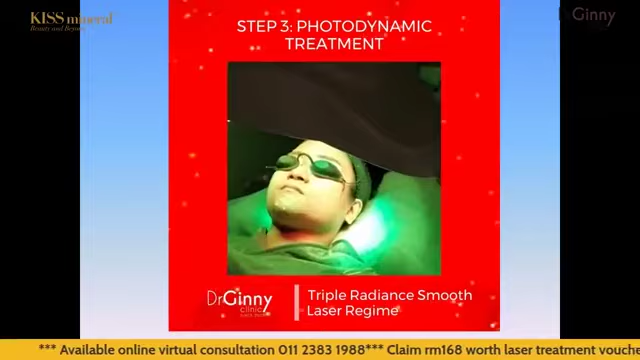 KISS mineral
Beauty and Beyond
Dr Ginny
STEP 3: PHOTODYNAMIC
TREATMENT
DrGinny
clinic
Triple Radiance Smooth
Laser Regime
*** Available online virtual consultation 011 2383 1988*** Claim rm168 worth laser treatment vouche